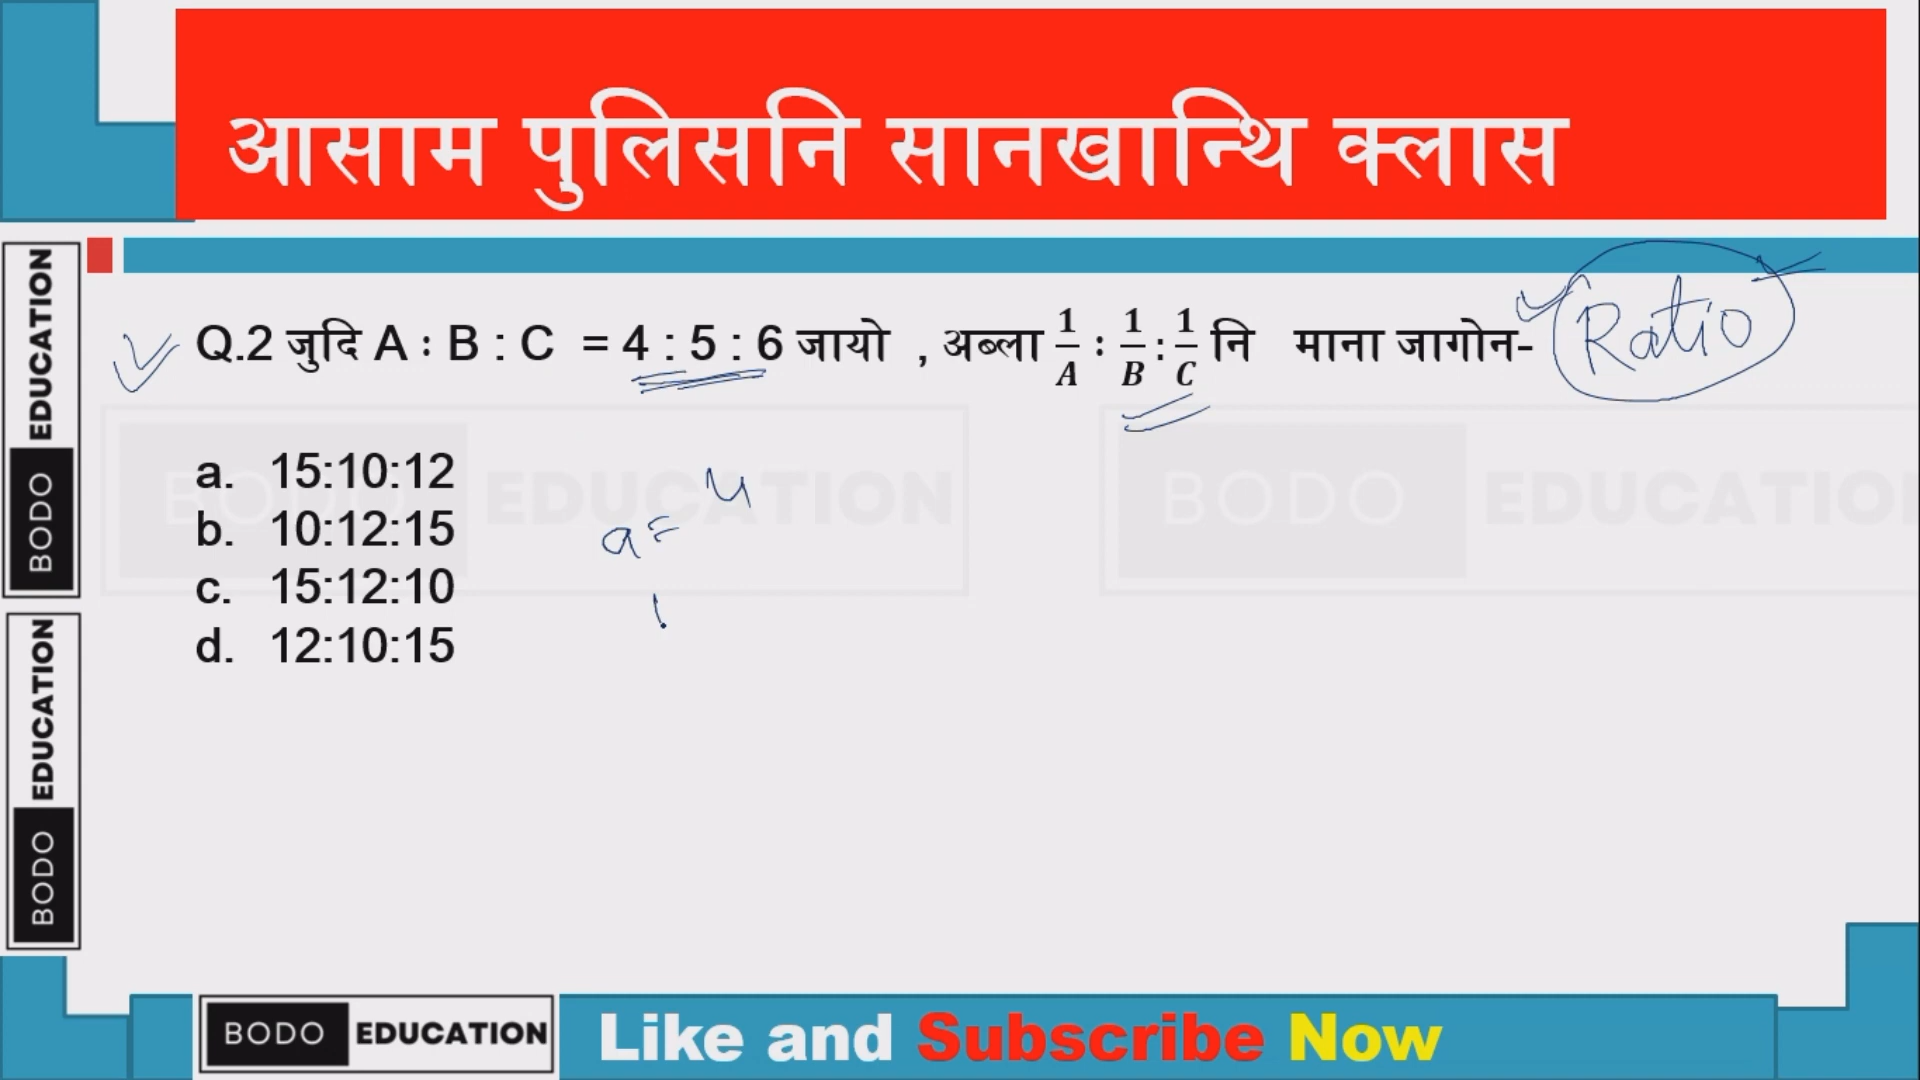 आसाम पुलिसनि सानखान्थि क्लास
Q.2 जुदि A : B : C = 4 : 5 : 6 जायो , अब्ला 1/A : 1/B : 1/C नि माना जागोन-
Ratio
a. 15:10:12
b. 10:12:15
c. 15:12:10
d. 12:10:15
a = 4
BODO EDUCATION
BODO EDUCATION
BODO EDUCATION
BODO EDUCATION
BODO EDUCATION
Like and Subscribe Now